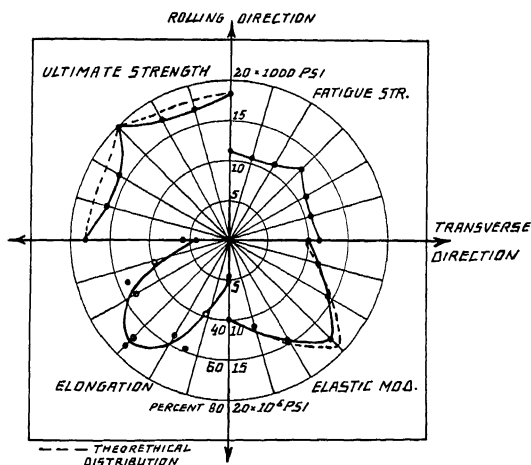 ROLLING DIRECTION
ULTIMATE STRENGTH
20 = 1000 PSI
FATIGUE STR.
15
10
5
TRANSVERSE
DIRECTION
5
40 10
60 15
ELONGATION
ELASTIC MOD.
PERCENT 80 20 = 10⁶ PSI
--- THEORETHICAL
DISTRIBUTION